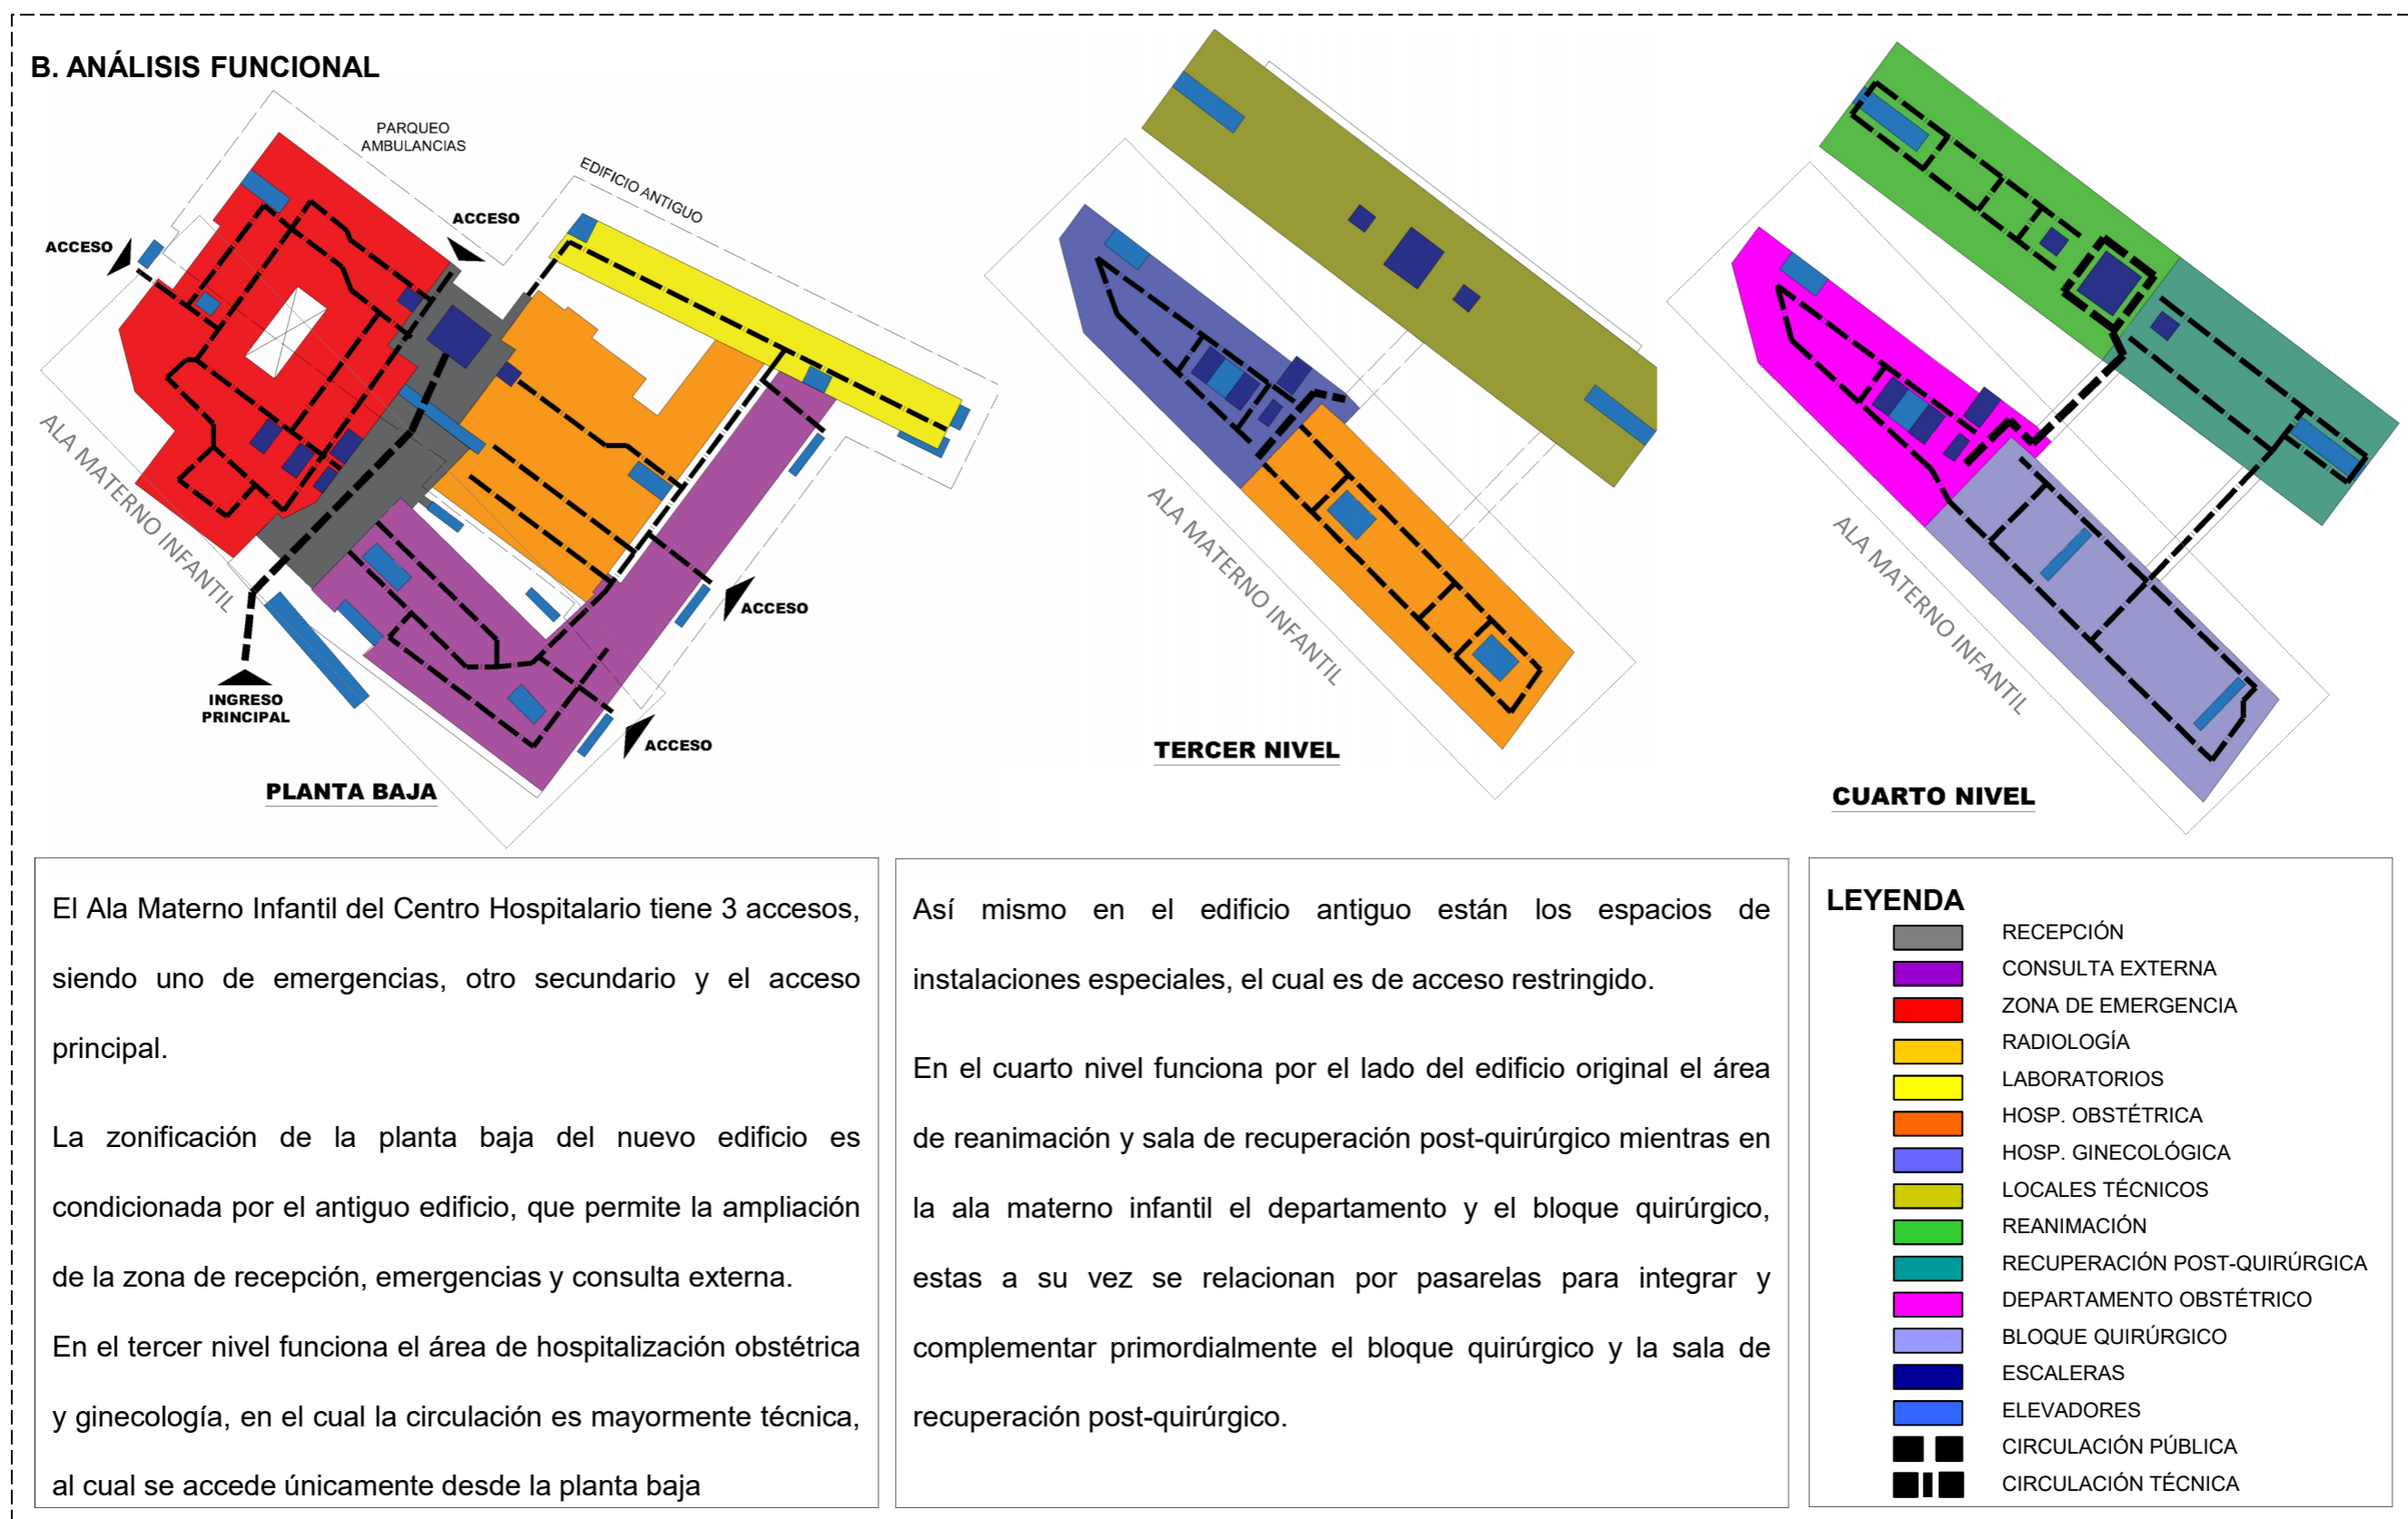 B. ANÁLISIS FUNCIONAL
PARQUEO
AMBULANCIAS
EDIFICIO ANTIGUO
ACCESO
ACCESO
ALA MATERNO INFANTIL
INGRESO
PRINCIPAL
ACCESO
ACCESO
PLANTA BAJA
ALA MATERNO INFANTIL
TERCER NIVEL
ALA MATERNO INFANTIL
CUARTO NIVEL
El Ala Materno Infantil del Centro Hospitalario tiene 3 accesos,
siendo uno de emergencias, otro secundario y el acceso
principal.
La zonificación de la planta baja del nuevo edificio es
condicionada por el antiguo edificio, que permite la ampliación
de la zona de recepción, emergencias y consulta externa.
En el tercer nivel funciona el área de hospitalización obstétrica
y ginecología, en el cual la circulación es mayormente técnica,
al cual se accede únicamente desde la planta baja
Así mismo en el edificio antiguo están los espacios de
instalaciones especiales, el cual es de acceso restringido.
En el cuarto nivel funciona por el lado del edificio original el área
de reanimación y sala de recuperación post-quirúrgico mientras en
la ala materno infantil el departamento y el bloque quirúrgico,
estas a su vez se relacionan por pasarelas para integrar y
complementar primordialmente el bloque quirúrgico y la sala de
recuperación post-quirúrgico.
LEYENDA
RECEPCIÓN
CONSULTA EXTERNA
ZONA DE EMERGENCIA
RADIOLOGÍA
LABORATORIOS
HOSP. OBSTÉTRICA
HOSP. GINECOLÓGICA
LOCALES TÉCNICOS
REANIMACIÓN
RECUPERACIÓN POST-QUIRÚRGICA
DEPARTAMENTO OBSTÉTRICO
BLOQUE QUIRÚRGICO
ESCALERAS
ELEVADORES
CIRCULACIÓN PÚBLICA
CIRCULACIÓN TÉCNICA